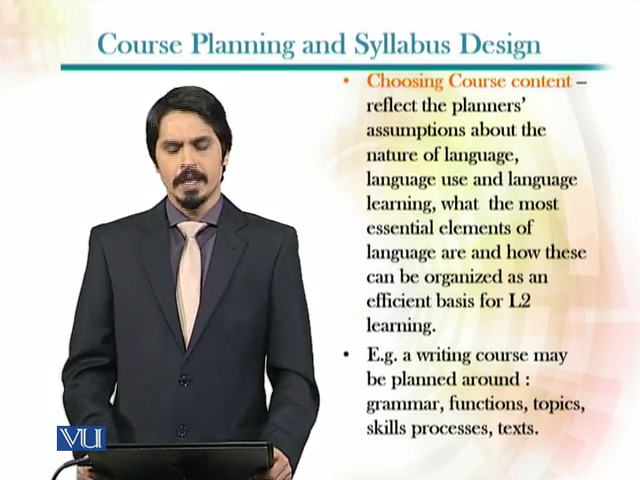 Course Planning and Syllabus Design
• Choosing Course content –
reflect the planners'
assumptions about the
nature of language,
language use and language
learning, what the most
essential elements of
language are and how these
can be organized as an
efficient basis for L2
learning.
• E.g. a writing course may
be planned around :
grammar, functions, topics,
skills processes, texts.
VU